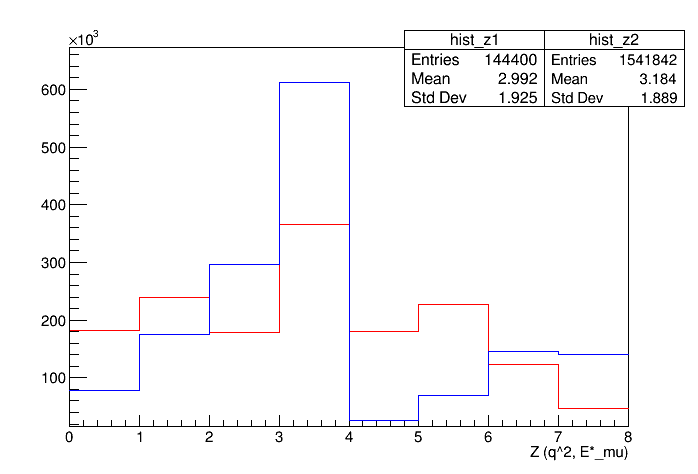 ×10³
hist_z1
Entries 144400
Mean 2.992
Std Dev 1.925
hist_z2
Entries 1541842
Mean 3.184
Std Dev 1.889
600
500
400
300
200
100
0 1 2 3 4 5 6 7 8
Z (q^2, E*_mu)